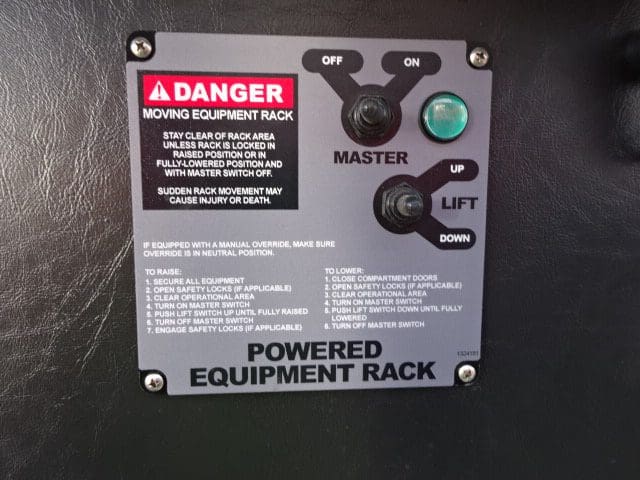 OFF
ON
DANGER
MOVING EQUIPMENT RACK
STAY CLEAR OF RACK AREA
UNLESS RACK IS LOCKED IN
RAISED POSITION OR IN
FULLY-LOWERED POSITION AND
WITH MASTER SWITCH OFF.
SUDDEN RACK MOVEMENT MAY
CAUSE INJURY OR DEATH.
MASTER
UP
LIFT
DOWN
IF EQUIPPED WITH A MANUAL OVERRIDE, MAKE SURE
OVERRIDE IS IN NEUTRAL POSITION.
TO RAISE:
1. SECURE ALL EQUIPMENT
2. OPEN SAFETY LOCKS (IF APPLICABLE)
3. CLEAR OPERATIONAL AREA
4. TURN ON MASTER SWITCH
5. PUSH LIFT SWITCH UP UNTIL FULLY RAISED
6. TURN OFF MASTER SWITCH
7. ENGAGE SAFETY LOCKS (IF APPLICABLE)
TO LOWER:
1. CLOSE COMPARTMENT DOORS
2. OPEN SAFETY LOCKS (IF APPLICABLE)
3. CLEAR OPERATIONAL AREA
4. TURN ON MASTER SWITCH
5. PUSH LIFT SWITCH DOWN UNTIL FULLY
LOWERED
6. TURN OFF MASTER SWITCH
POWERED
EQUIPMENT RACK